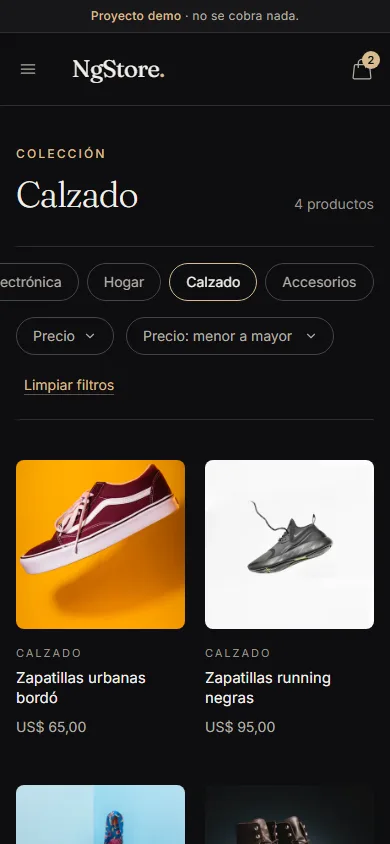 Proyecto demo · no se cobra nada.
NgStore.
2
COLECCIÓN
Calzado
4 productos
ectrónica
Hogar
Calzado
Accesorios
Precio
Precio: menor a mayor
Limpiar filtros
CALZADO
Zapatillas urbanas
bordó
US$ 65,00
CALZADO
Zapatillas running
negras
US$ 95,00